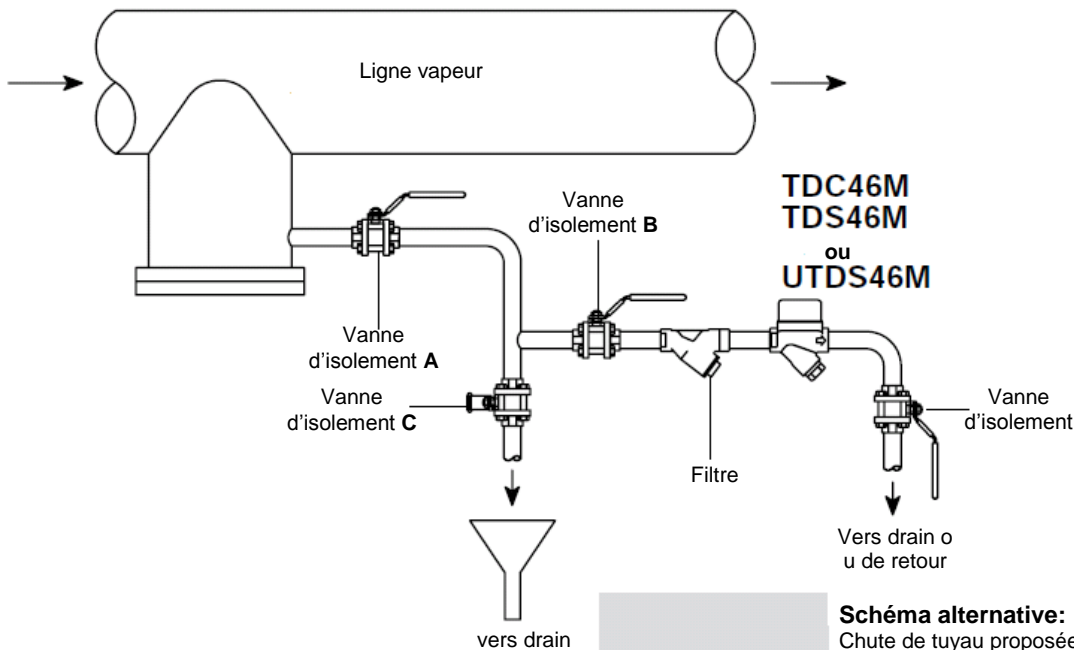 Ligne vapeur
TDC46M
TDS46M
ou
UTDS46M
Vanne
d'isolement B
Vanne
d'isolement A
Vanne
d'isolement C
Vanne
d'isolement
Filtre
Vers drain o
u de retour
vers drain
Schéma alternative:
Chute de tuyau proposée